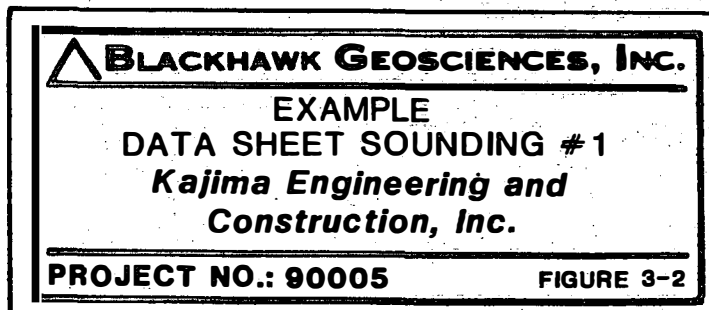 BLACKHAWK GEOSCIENCES, INC.
EXAMPLE
DATA SHEET SOUNDING #1
Kajima Engineering and
Construction, Inc.
PROJECT NO.: 90005 FIGURE 3-2